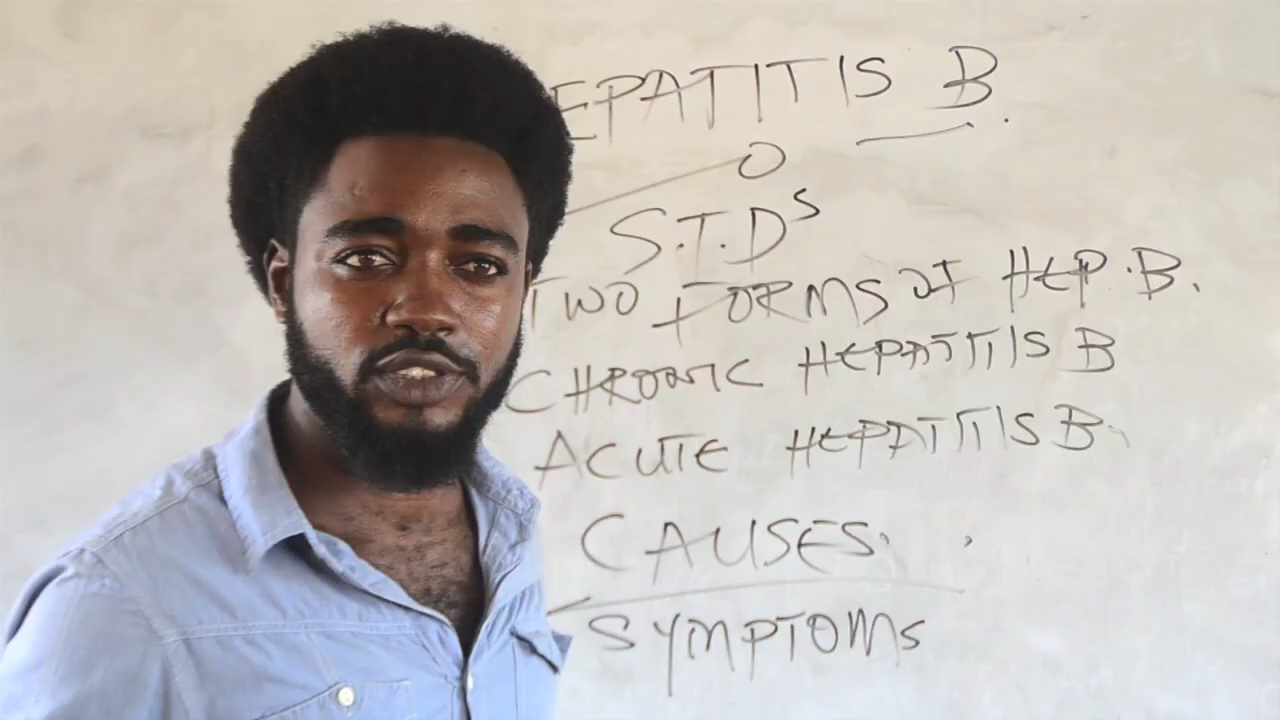 EPATITIS B.
S.T.Ds
TWO FORMS OF HEP.B.
CHRONIC HEPATITIS B
ACUTE HEPATITIS B.
CAUSES.
SYMPTOMS